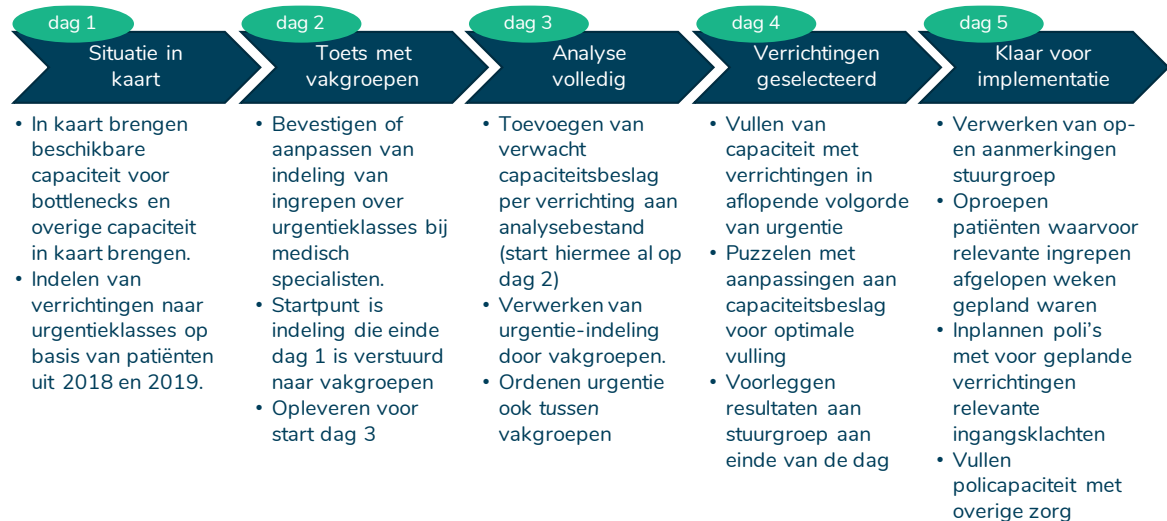 dag 1
Situatie in
kaart
• In kaart brengen
beschikbare
capaciteit voor
bottlenecks en
overige capaciteit
in kaart brengen.
• Indelen van
verrichtingen naar
urgentieklasses op
basis van patiënten
uit 2018 en 2019.
dag 2
Toets met
vakgroepen
• Bevestigen of
aanpassen van
indeling van
ingrepen over
urgentieklasses bij
medisch
specialisten.
• Startpunt is
indeling die einde
dag 1 is verstuurd
naar vakgroepen
• Opleveren voor
start dag 3
dag 3
Analyse
volledig
• Toevoegen van
verwacht
capaciteitsbeslag
per verrichting aan
analysebestand
(start hiermee al op
dag 2)
• Verwerken van
urgentie-indeling
door vakgroepen.
• Ordenen urgentie
ook tussen
vakgroepen
dag 4
Verrichtingen
geselecteerd
• Vullen van
capaciteit met
verrichtingen in
aflopende volgorde
van urgentie
• Puzzelen met
aanpassingen aan
capaciteitsbeslag
voor optimale
vulling
• Voorleggen
resultaten aan
stuurgroep aan
einde van de dag
dag 5
Klaar voor
implementatie
• Verwerken van op-
en aanmerkingen
stuurgroep
• Oproepen
patiënten waarvoor
relevante ingrepen
afgelopen weken
gepland waren
• Inplannen poli's
met voor geplande
verrichtingen
relevante
ingangsklachten
• Vullen
policapaciteit met
overige zorg